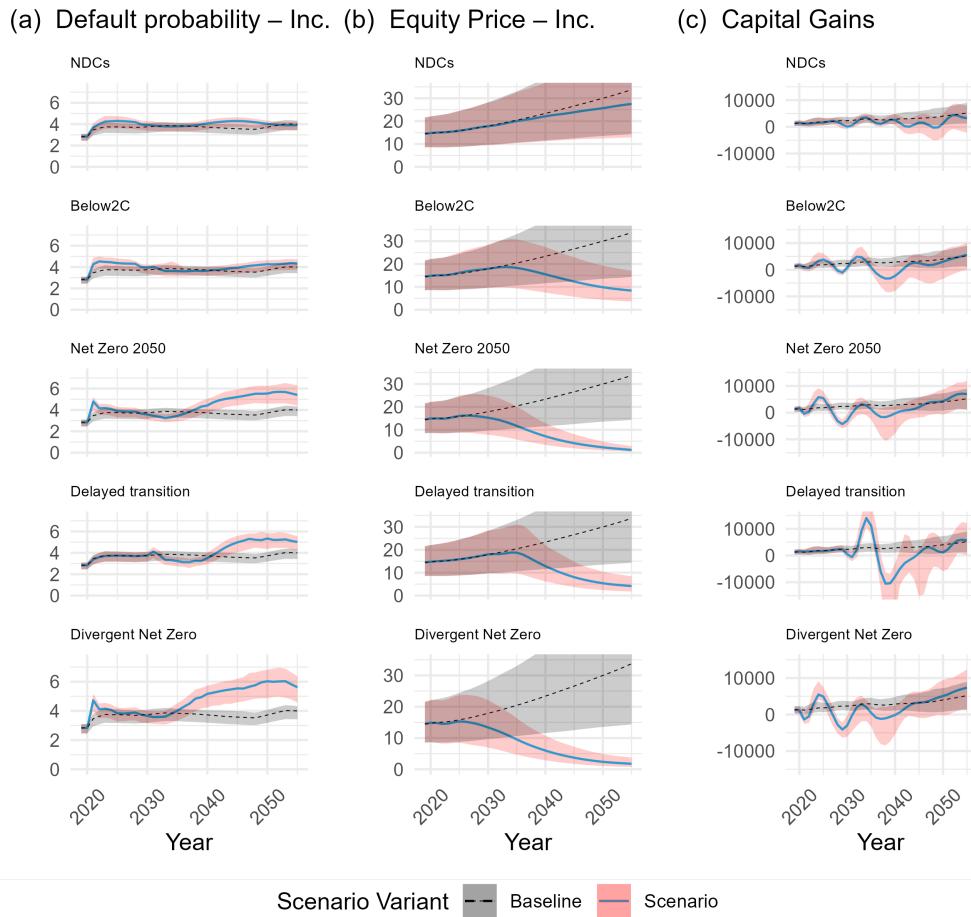 (a) Default probability – Inc.
(b) Equity Price – Inc.
(c) Capital Gains
NDCs
6
4
2
0
NDCs
30
20
10
0
NDCs
10000
0
-10000
Below2C
6
4
2
0
Below2C
30
20
10
0
Below2C
10000
0
-10000
Net Zero 2050
6
4
2
0
Net Zero 2050
30
20
10
0
Net Zero 2050
10000
0
-10000
Delayed transition
6
4
2
0
Delayed transition
30
20
10
0
Delayed transition
10000
0
-10000
Divergent Net Zero
6
4
2
0
Divergent Net Zero
30
20
10
0
Divergent Net Zero
10000
0
-10000
2020 2030 2040 2050
2020 2030 2040 2050
2020 2030 2040 2050
Year
Year
Year
Scenario Variant Baseline Scenario